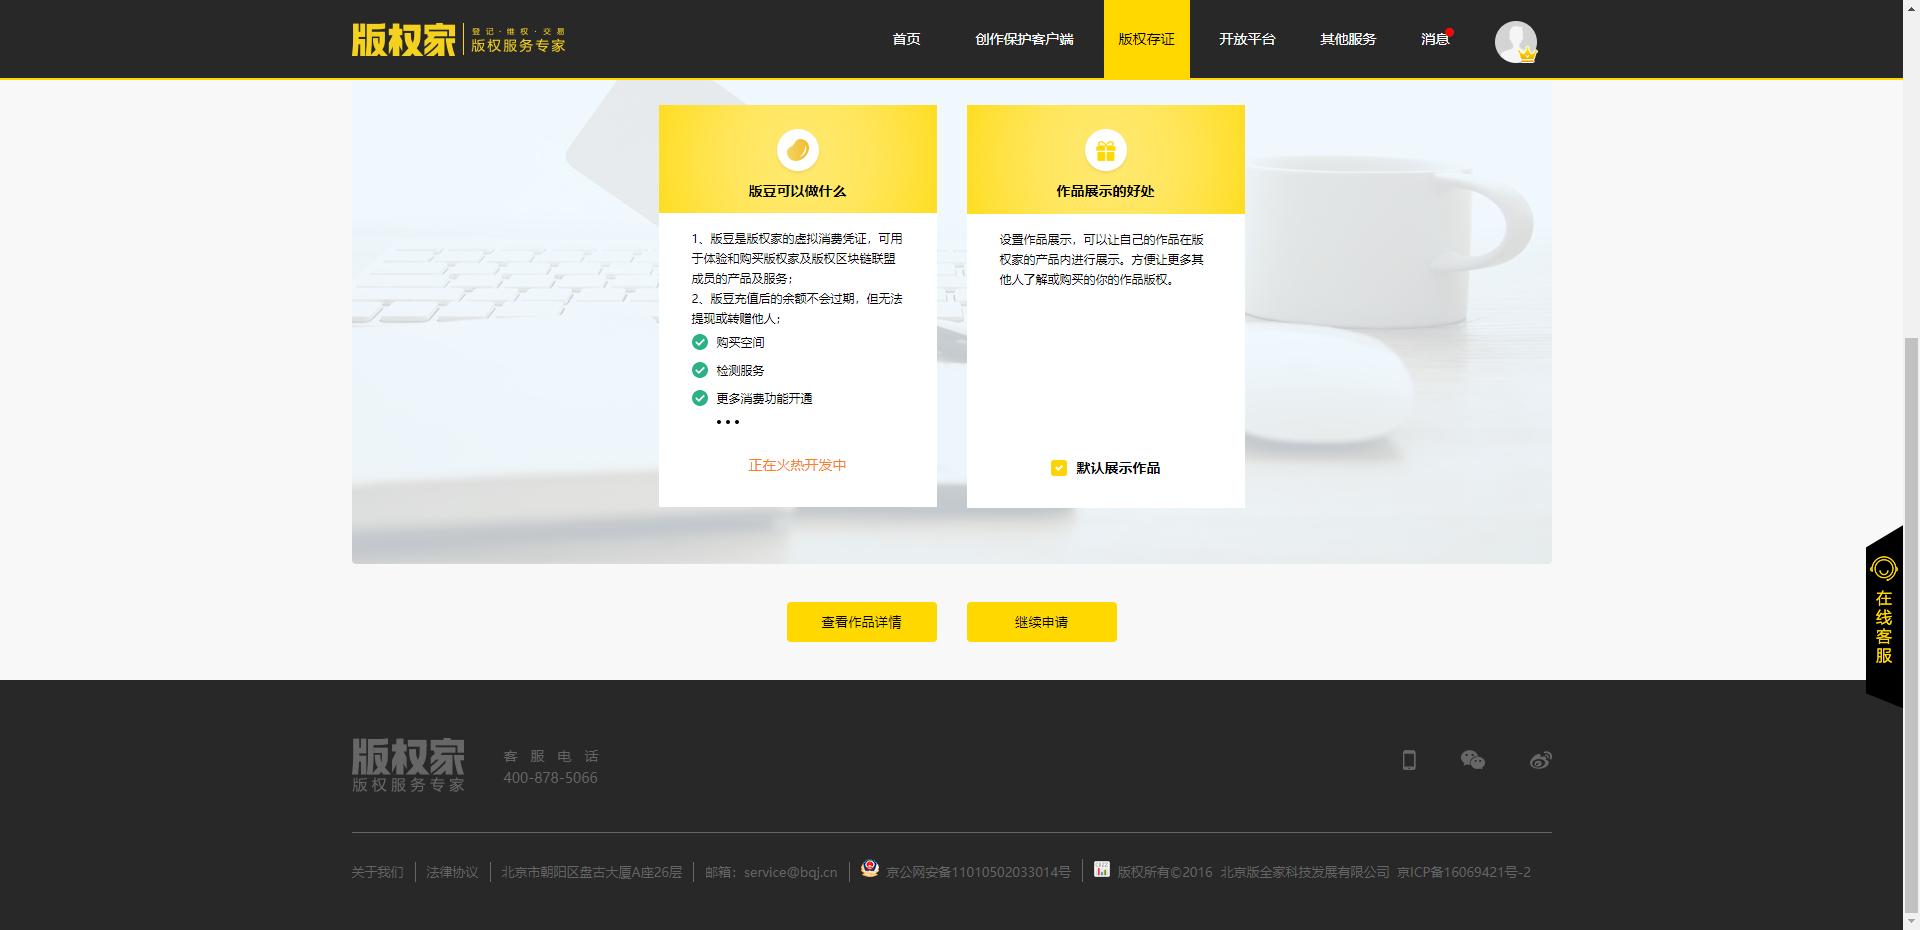 版权家
登记·维权·交易
版权服务专家
首页
创作保护客户端
版权存证
开放平台
其他服务
消息
版豆可以做什么
1、版豆是版权家的虚拟消费凭证，可用
于体验和购买版权家及版权区块链联盟
成员的产品及服务；
2、版豆充值后的余额不会过期，但无法
提现或转赠他人；
购买空间
检测服务
更多消费功能开通
•••
正在火热开发中
作品展示的好处
设置作品展示，可以让自己的作品在版
权家的产品内进行展示。方便让更多其
他人了解或购买的你的作品版权。
默认展示作品
查看作品详情
继续申请
在线客服
版权家
版权服务专家
客服电话
400-878-5066
关于我们
法律协议
北京市朝阳区盘古大厦A座26层
邮箱：service@bqj.cn
京公网安备11010502033014号
版权所有©2016 北京版全家科技发展有限公司 京ICP备16069421号-2